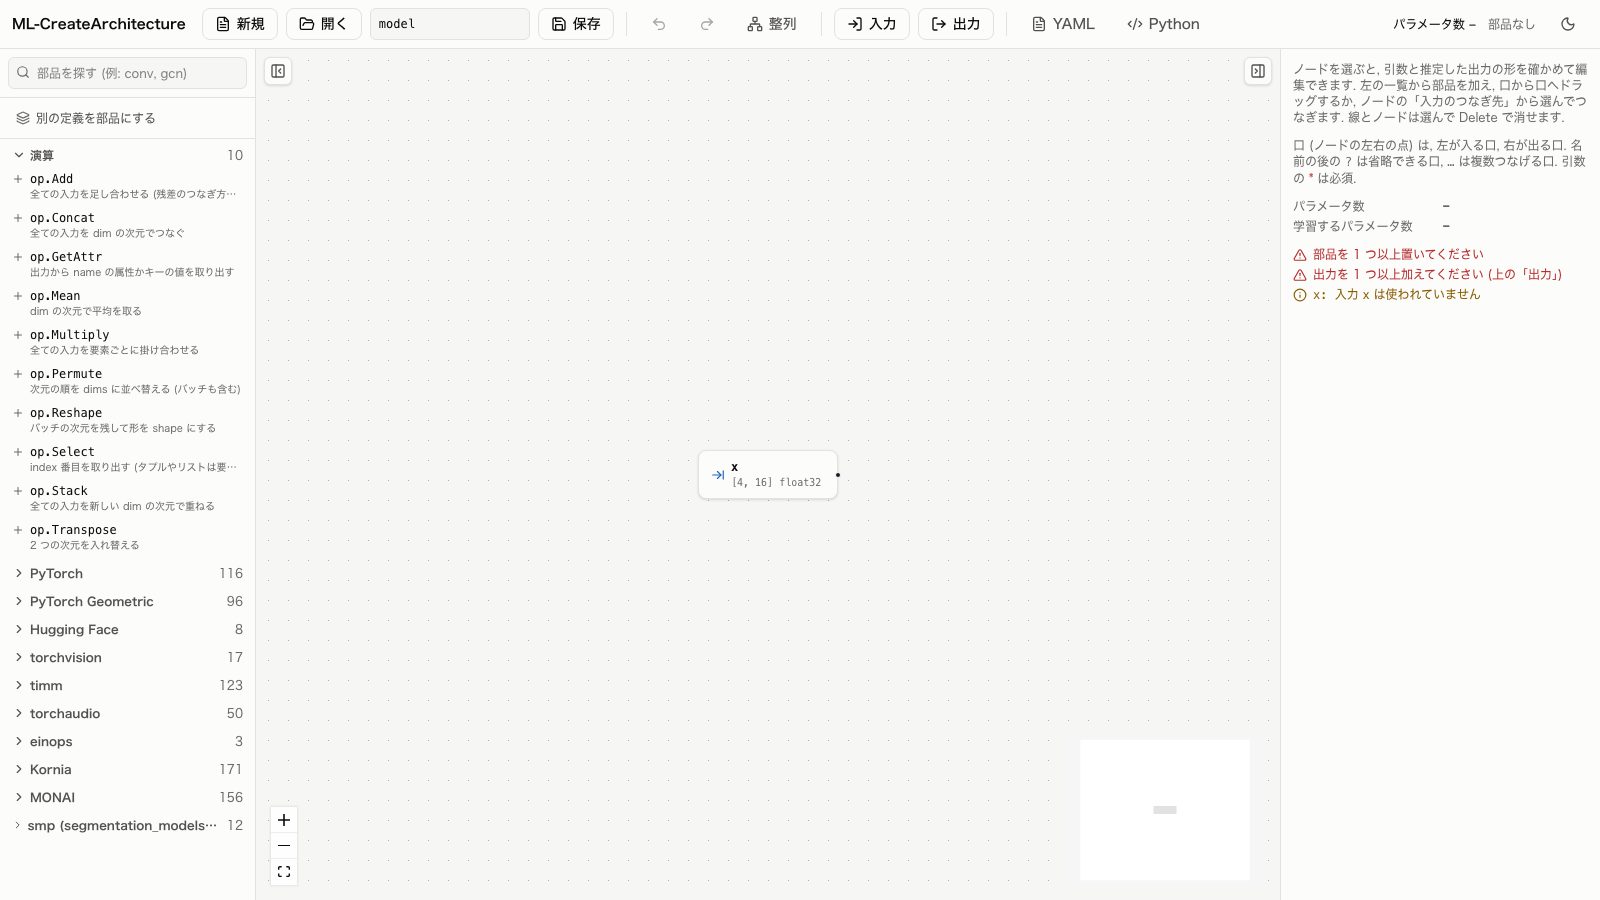 ML-CreateArchitecture
新規
開く
model
保存
整列
入力
出力
YAML
Python
パラメータ数 –
部品なし
部品を探す (例: conv, gcn)
別の定義を部品にする
演算 10
op.Add
全ての入力を足し合わせる (残差のつなぎ方…
op.Concat
全ての入力を dim の次元でつなぐ
op.GetAttr
出力から name の属性かキーの値を取り出す
op.Mean
dim の次元で平均を取る
op.Multiply
全ての入力を要素ごとに掛け合わせる
op.Permute
次元の順を dims に並べ替える (バッチも含む)
op.Reshape
バッチの次元を残して形を shape にする
op.Select
index 番目を取り出す (タプルやリストは要…
op.Stack
全ての入力を新しい dim の次元で重ねる
op.Transpose
2 つの次元を入れ替える
PyTorch 116
PyTorch Geometric 96
Hugging Face 8
torchvision 17
timm 123
torchaudio 50
einops 3
Kornia 171
MONAI 156
smp (segmentation_models… 12
x
[4, 16] float32
ノードを選ぶと, 引数と推定した出力の形を確かめて編
集できます. 左の一覧から部品を加え, 口から口へドラ
ッグするか, ノードの「入力のつなぎ先」から選んでつ
なぎます. 線とノードは選んで Delete で消せます.
口 (ノードの左右の点) は, 左が入る口, 右が出る口. 名
前の後の ? は省略できる口, … は複数つなげる口. 引数
の * は必須.
パラメータ数 –
学習するパラメータ数 –
部品を 1 つ以上置いてください
出力を 1 つ以上加えてください (上の「出力」)
x: 入力 x は使われていません